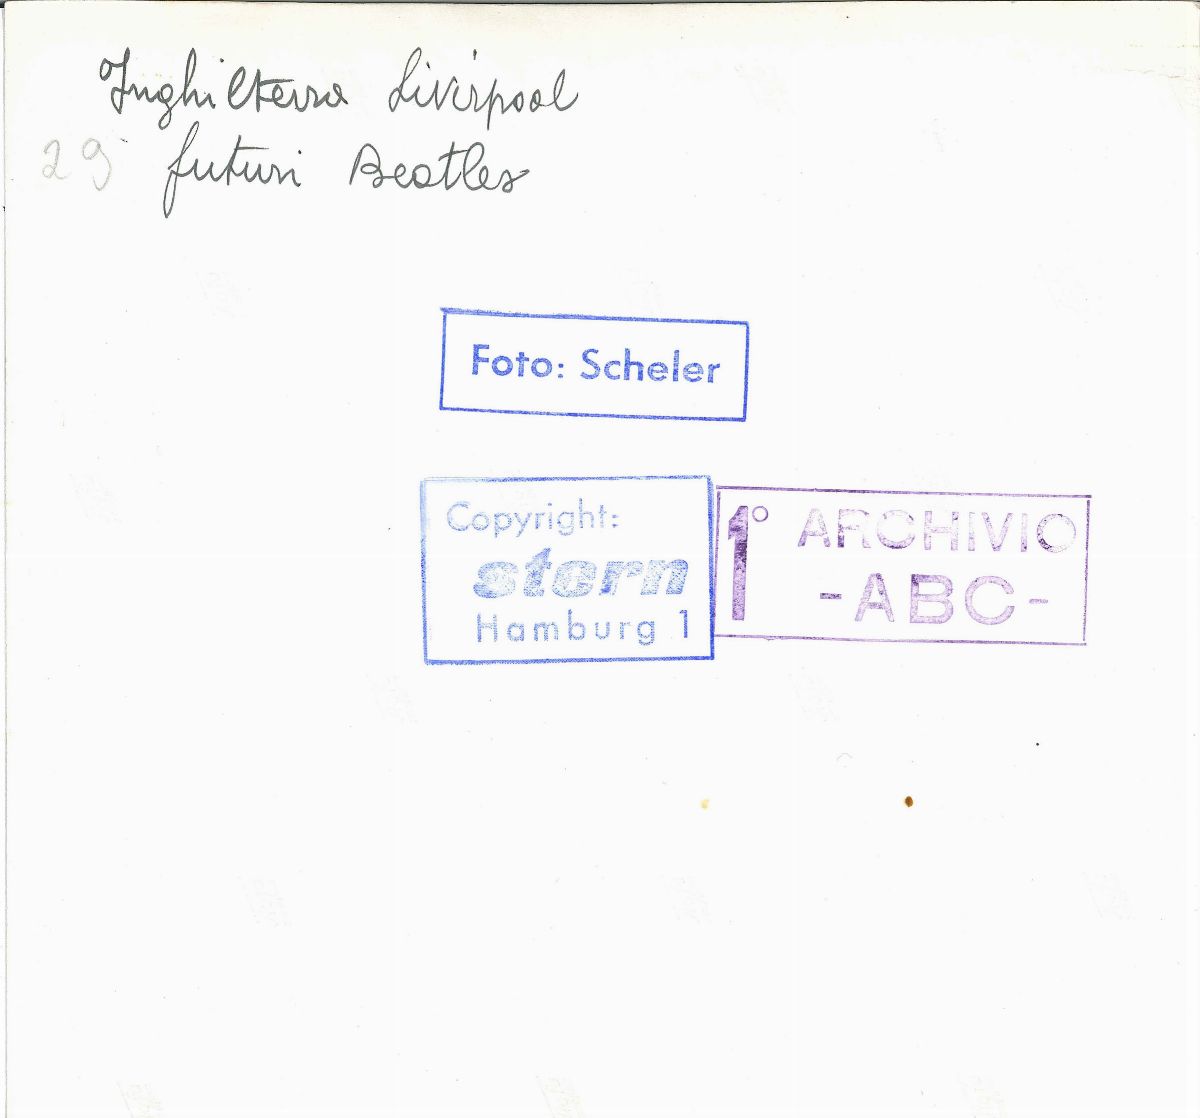 Inghilterra Liverpool
29 futuri Beatles
Foto: Scheler
Copyright:
stern
Hamburg 1
1° ARCHIVIO
-ABC-